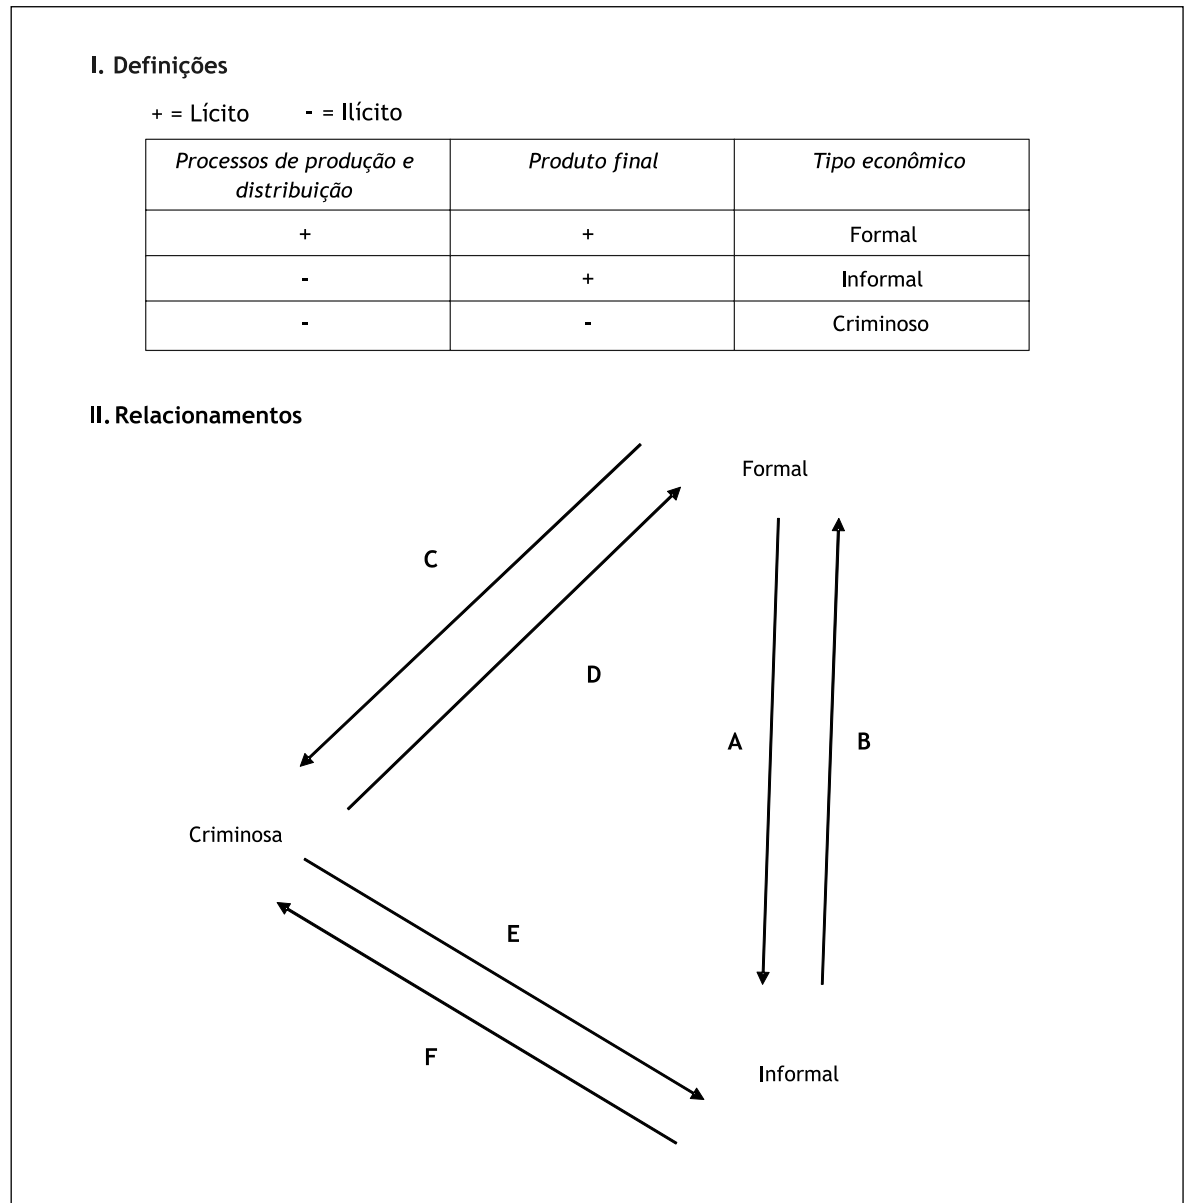 I. Definições
+ = Lícito - = Ilícito
Processos de produção e
distribuição
Produto final
Tipo econômico
+ + Formal
- + Informal
- - Criminoso
II. Relacionamentos
Formal
C
D
A B
Criminosa
E
F
Informal